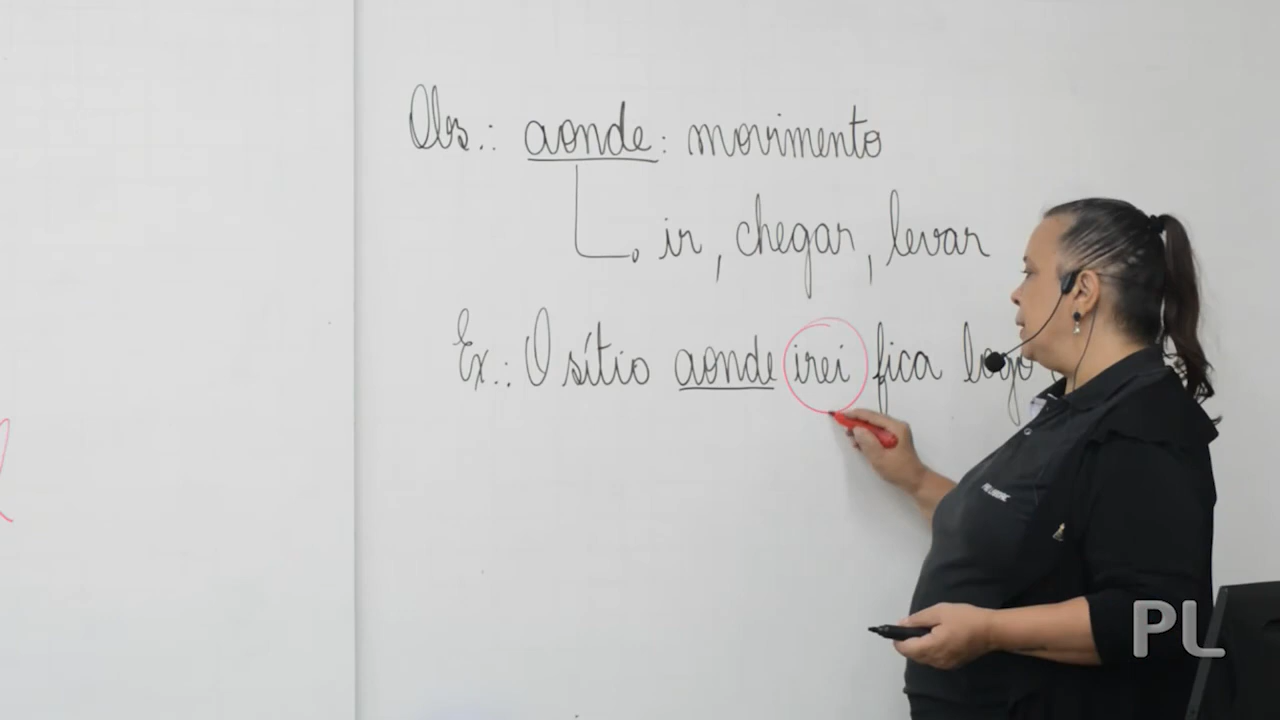 Obs.: aonde: movimento
ir, chegar, levar
Ex.: O sítio aonde irei fica logo
PL